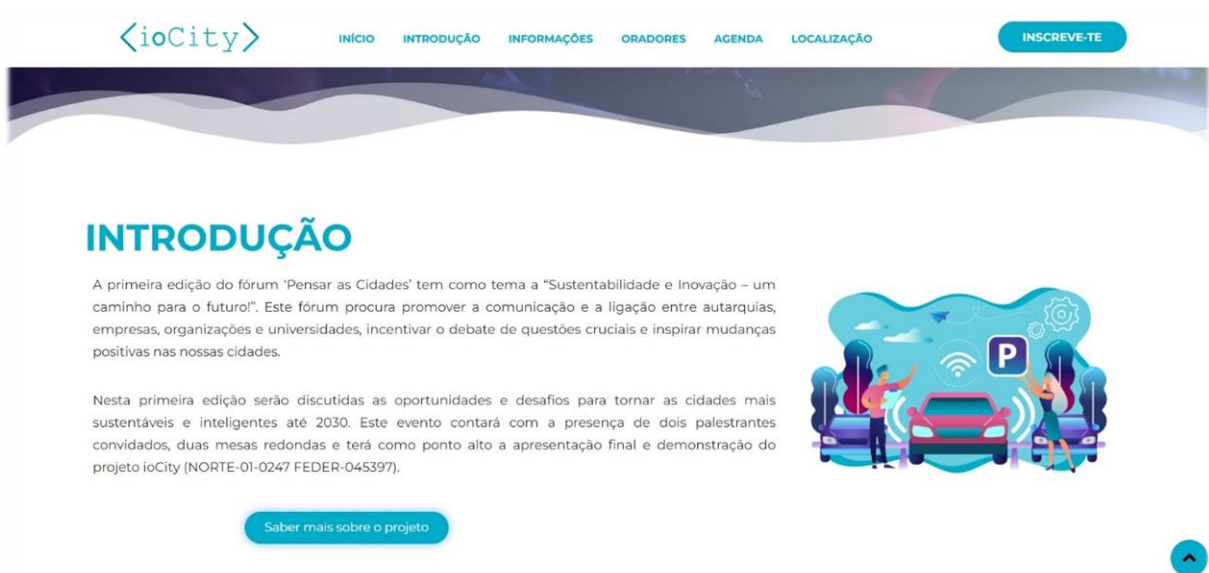 <ioCity>
INÍCIO INTRODUÇÃO INFORMAÇÕES ORADORES AGENDA LOCALIZAÇÃO INSCREVE-TE
INTRODUÇÃO
A primeira edição do fórum ‘Pensar as Cidades’ tem como tema a “Sustentabilidade e Inovação – um
caminho para o futuro!”. Este fórum procura promover a comunicação e a ligação entre autarquias,
empresas, organizações e universidades, incentivar o debate de questões cruciais e inspirar mudanças
positivas nas nossas cidades.
Nesta primeira edição serão discutidas as oportunidades e desafios para tornar as cidades mais
sustentáveis e inteligentes até 2030. Este evento contará com a presença de dois palestrantes
convidados, duas mesas redondas e terá como ponto alto a apresentação final e demonstração do
projeto ioCity (NORTE-01-0247 FEDER-045397).
P
Saber mais sobre o projeto